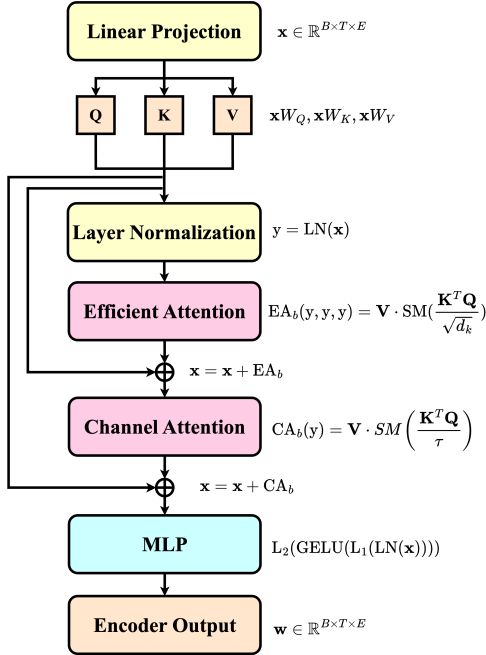 Linear Projection x ∈ ℝ^{B×T×E}
Q K V xW_Q, xW_K, xW_V
Layer Normalization y = LN(x)
Efficient Attention EA_b(y, y, y) = V · SM(K^T Q / √d_k)
x = x + EA_b
Channel Attention CA_b(y) = V · SM(K^T Q / τ)
x = x + CA_b
MLP L_2(GELU(L_1(LN(x))))
Encoder Output w ∈ ℝ^{B×T×E}